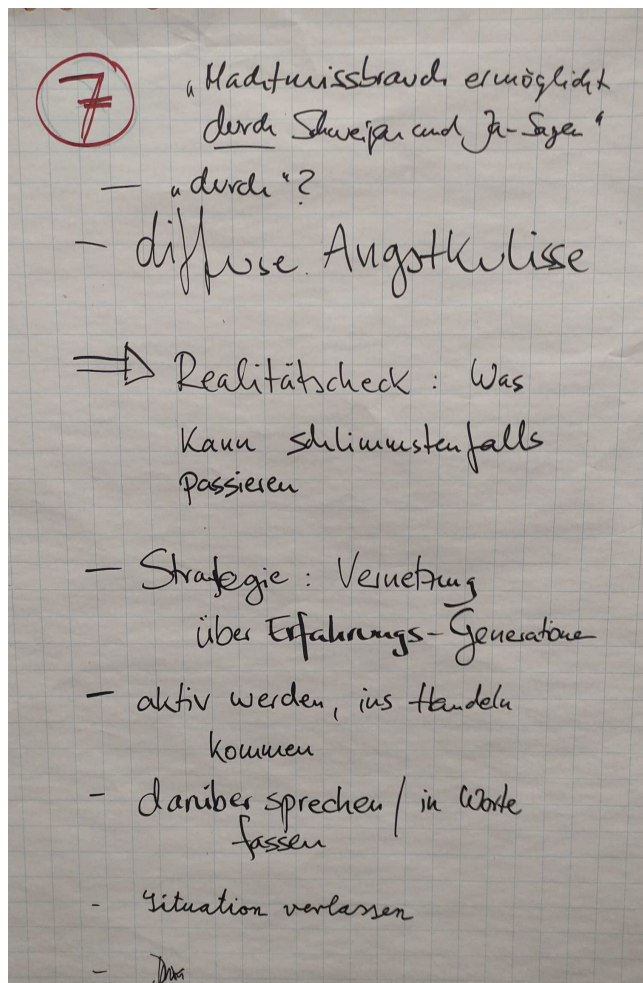 7
„Machtmissbrauch ermöglicht
durch Schweigen und Ja-Sagen“
– „durch“?
– diffuse Angstkulisse
⇒ Realitätscheck : Was
kann schlimmstenfalls
passieren
– Strategie : Vernetzung
über Erfahrungs-Generationen
– aktiv werden, ins Handeln
kommen
– darüber sprechen / in Worte
fassen
- Situation verlassen
-